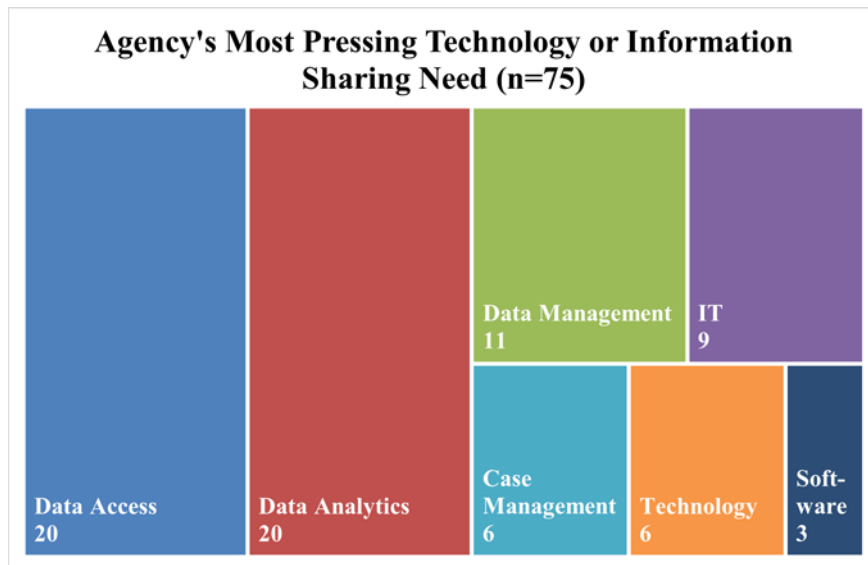 Agency's Most Pressing Technology or Information
Sharing Need (n=75)
Data Access
20
Data Analytics
20
Data Management
11
IT
9
Case
Management
6
Technology
6
Soft-
ware
3